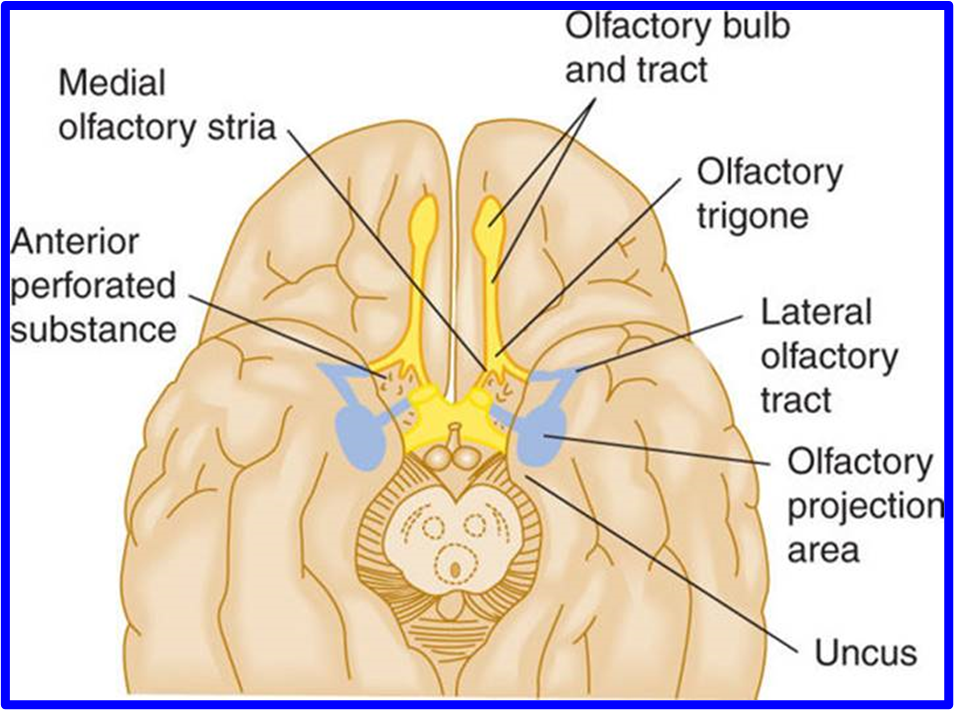 Olfactory bulb
and tract
Medial
olfactory stria
Olfactory
trigone
Anterior
perforated
substance
Lateral
olfactory
tract
Olfactory
projection
area
Uncus